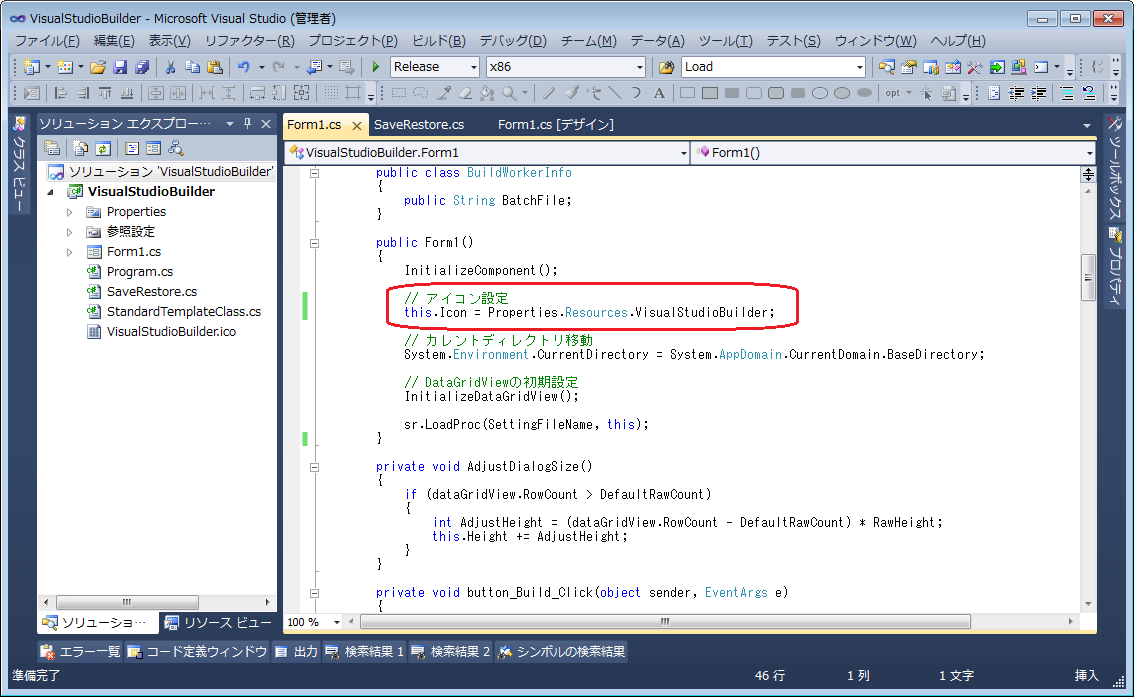 VisualStudioBuilder - Microsoft Visual Studio (管理者)
ファイル(F) 編集(E) 表示(V) リファクター(R) プロジェクト(P) ビルド(B) デバッグ(D) チーム(M) データ(A) ツール(T) テスト(S) ウィンドウ(W) ヘルプ(H)
Release x86 Load
A opt
クラス ビュー
ソリューション エクスプロー…
ソリューション 'VisualStudioBuilder'
VisualStudioBuilder
Properties
参照設定
Form1.cs
Program.cs
SaveRestore.cs
StandardTemplateClass.cs
VisualStudioBuilder.ico
ソリューショ… リソース ビュー
Form1.cs SaveRestore.cs Form1.cs [デザイン]
VisualStudioBuilder.Form1 Form1()
public class BuildWorkerInfo
{
public String BatchFile;
}
public Form1()
{
InitializeComponent();
// アイコン設定
this.Icon = Properties.Resources.VisualStudioBuilder;
// カレントディレクトリ移動
System.Environment.CurrentDirectory = System.AppDomain.CurrentDomain.BaseDirectory;
// DataGridViewの初期設定
InitializeDataGridView();
sr.LoadProc(SettingFileName, this);
}
private void AdjustDialogSize()
{
if (dataGridView.RowCount > DefaultRawCount)
{
int AdjustHeight = (dataGridView.RowCount - DefaultRawCount) * RawHeight;
this.Height += AdjustHeight;
}
}
private void button_Build_Click(object sender, EventArgs e)
{
100 %
ツールボックス
プロパティ
エラー一覧 コード定義ウィンドウ 出力 検索結果 1 検索結果 2 シンボルの検索結果
準備完了 46 行 1 列 1 文字 挿入